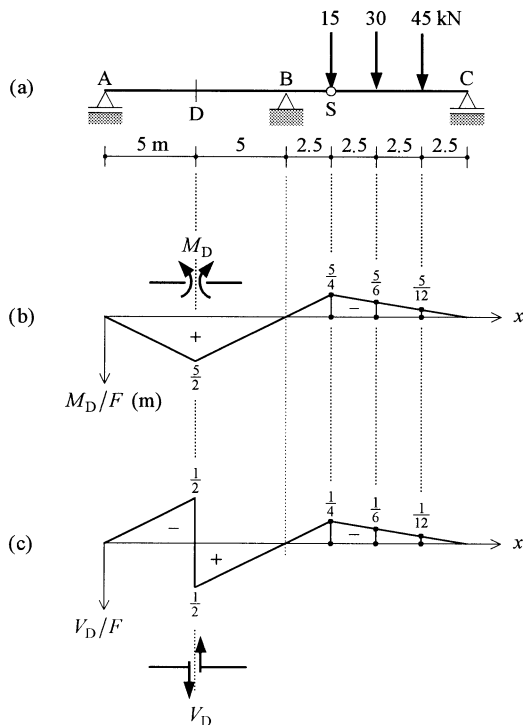 15 30 45 kN
(a) A B C
D S
5 m 5 2.5 2.5 2.5 2.5
M_D
5/4 5/6 5/12
(b) + − x
5/2
M_D/F (m)
1/2 1/4 1/6 1/12
(c) − + − x
1/2
V_D/F
V_D